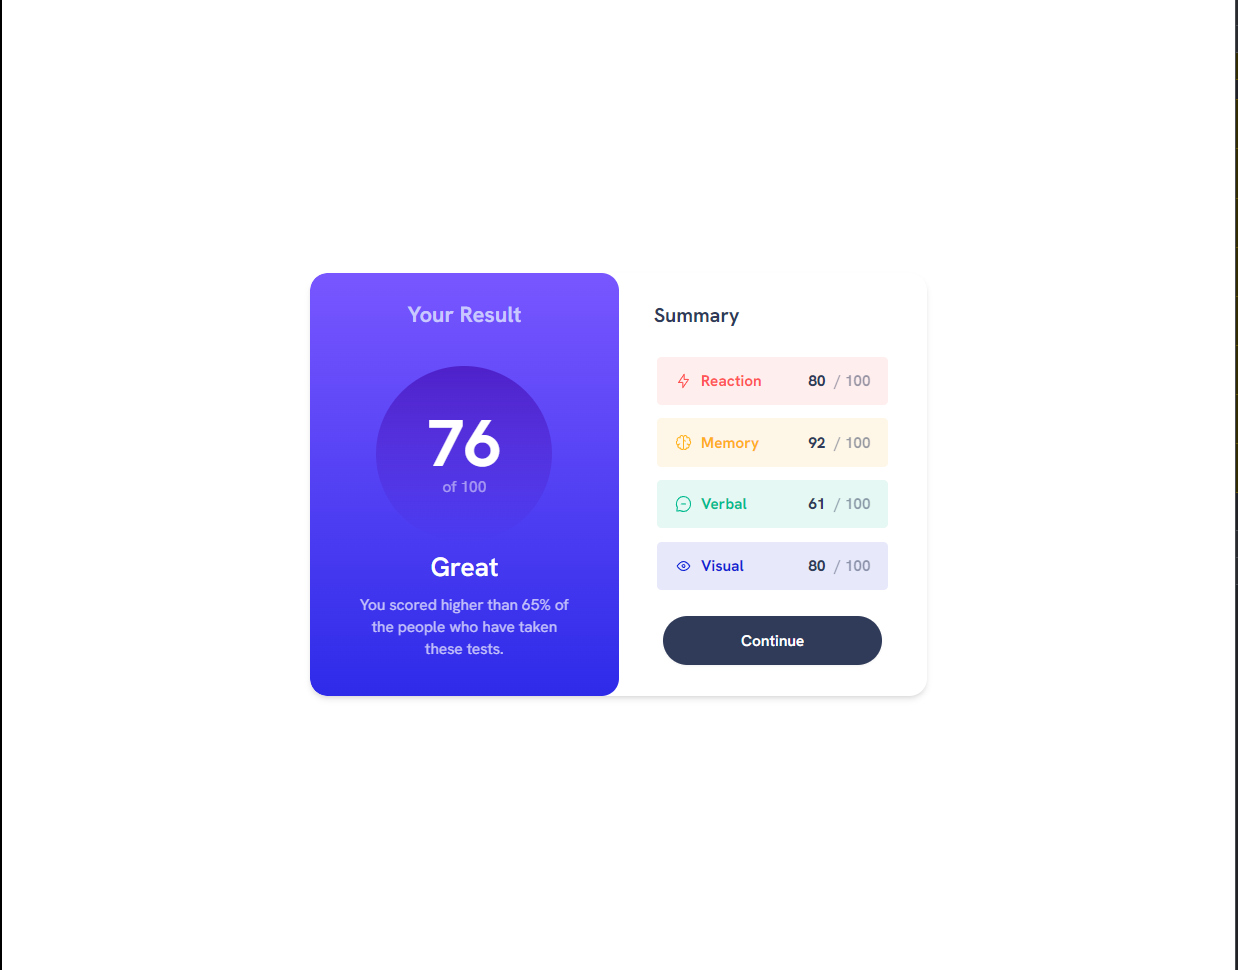 Your Result
76
of 100
Great
You scored higher than 65% of
the people who have taken
these tests.
Summary
Reaction 80 / 100
Memory 92 / 100
Verbal 61 / 100
Visual 80 / 100
Continue